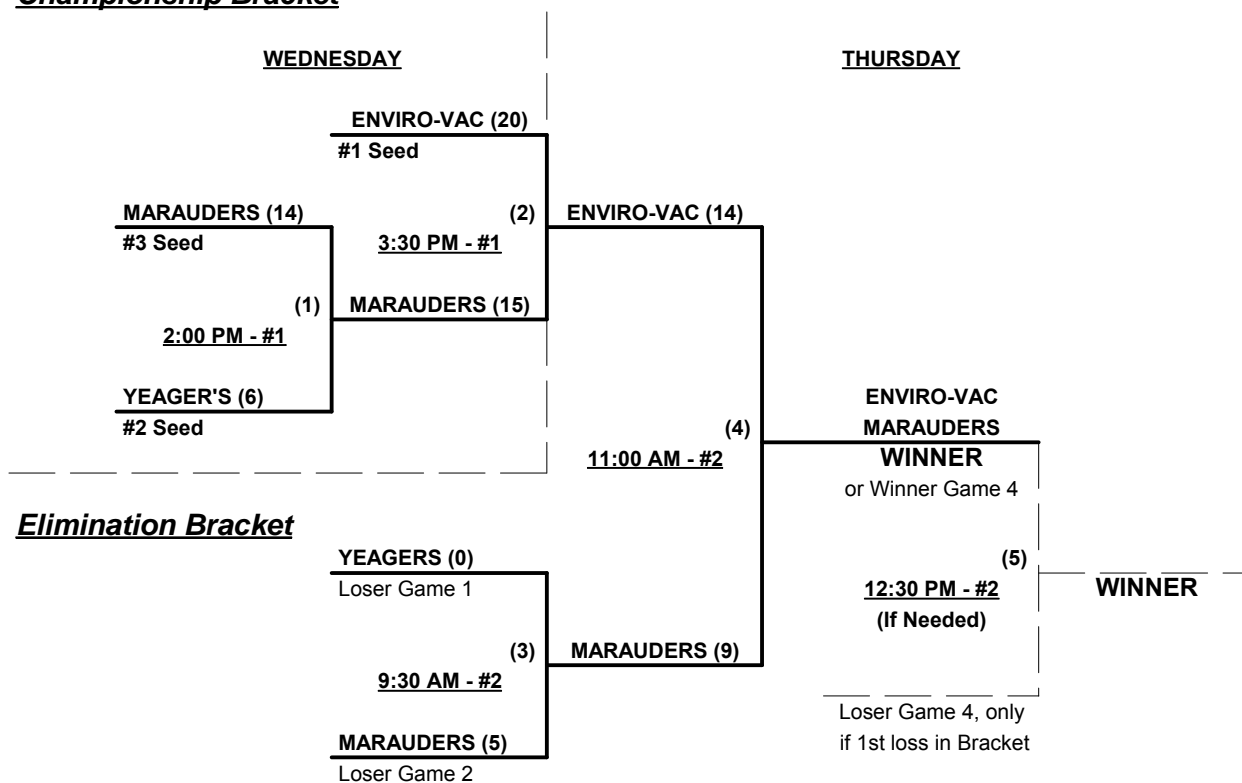 Championship Bracket
WEDNESDAY
THURSDAY
ENVIRO-VAC (20)
#1 Seed
MARAUDERS (14)
#3 Seed
(2)
3:30 PM - #1
ENVIRO-VAC (14)
(1)
2:00 PM - #1
MARAUDERS (15)
YEAGER'S (6)
#2 Seed
(4)
11:00 AM - #2
ENVIRO-VAC
MARAUDERS
WINNER
or Winner Game 4
Elimination Bracket
YEAGERS (0)
Loser Game 1
(5)
12:30 PM - #2
(If Needed)
WINNER
(3)
9:30 AM - #2
MARAUDERS (9)
MARAUDERS (5)
Loser Game 2
Loser Game 4, only
if 1st loss in Bracket